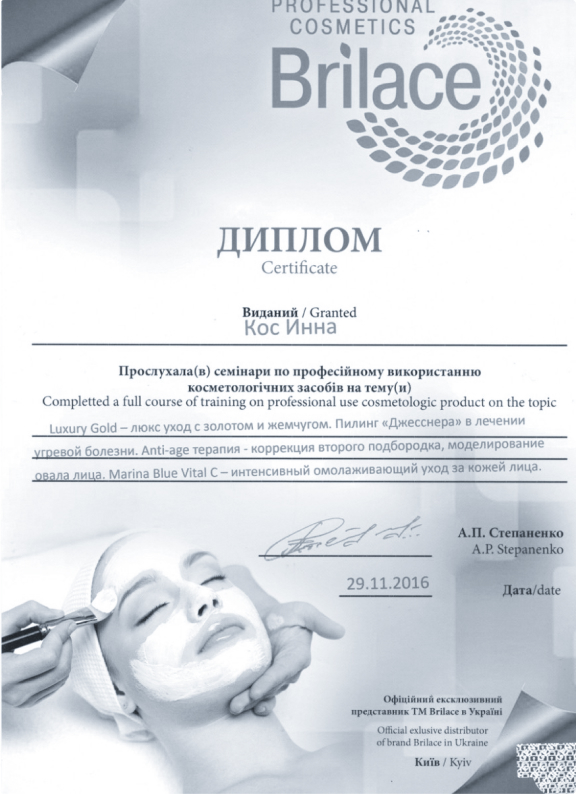 PROFESSIONAL
COSMETICS
Brilace
ДИПЛОМ
Certificate
Виданий / Granted
Кос Инна
Прослухала(в) семінари по професійному використанню
косметологічних засобів на тему(и)
Completted a full course of training on professional use cosmetologic product on the topic
Luxury Gold – люкс уход с золотом и жемчугом. Пилинг «Джесснера» в лечении
угревой болезни. Anti-age терапия - коррекция второго подбородка, моделирование
овала лица. Marina Blue Vital C – интенсивный омолаживающий уход за кожей лица.
А.П. Степаненко
A.P. Stepanenko
29.11.2016
Дата/date
Офіційний ексклюзивний
представник ТМ Brilace в Україні
Official exlusive distributor
of brand Brilace in Ukraine
Київ / Kyiv